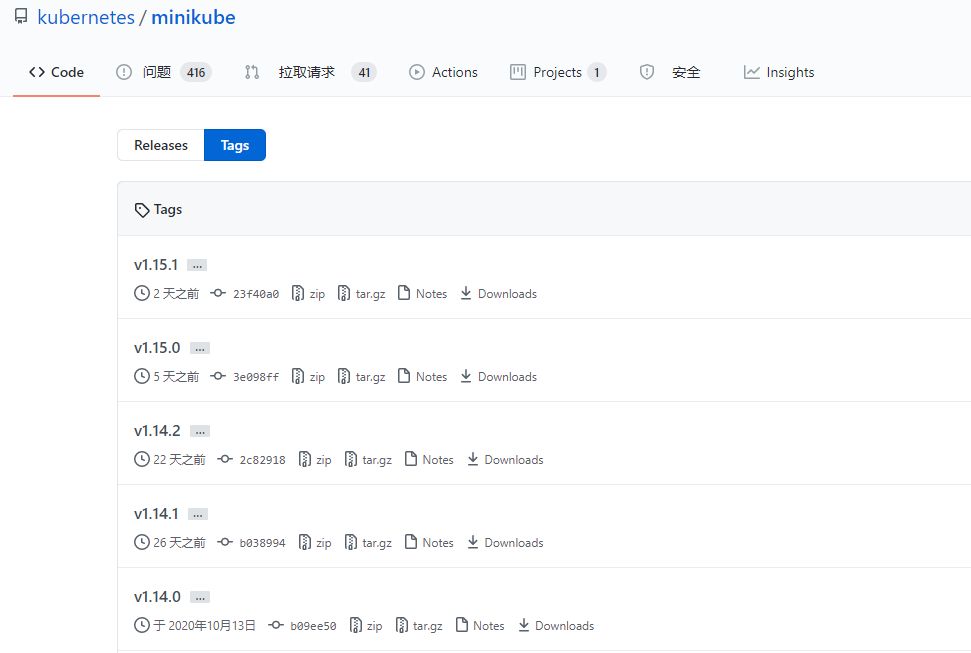 kubernetes / minikube
Code 问题 416 拉取请求 41 Actions Projects 1 安全 Insights
Releases Tags
Tags
v1.15.1 ...
2 天之前 23f40a0 zip tar.gz Notes Downloads
v1.15.0 ...
5 天之前 3e098ff zip tar.gz Notes Downloads
v1.14.2 ...
22 天之前 2c82918 zip tar.gz Notes Downloads
v1.14.1 ...
26 天之前 b038994 zip tar.gz Notes Downloads
v1.14.0 ...
于 2020年10月13日 b09ee50 zip tar.gz Notes Downloads